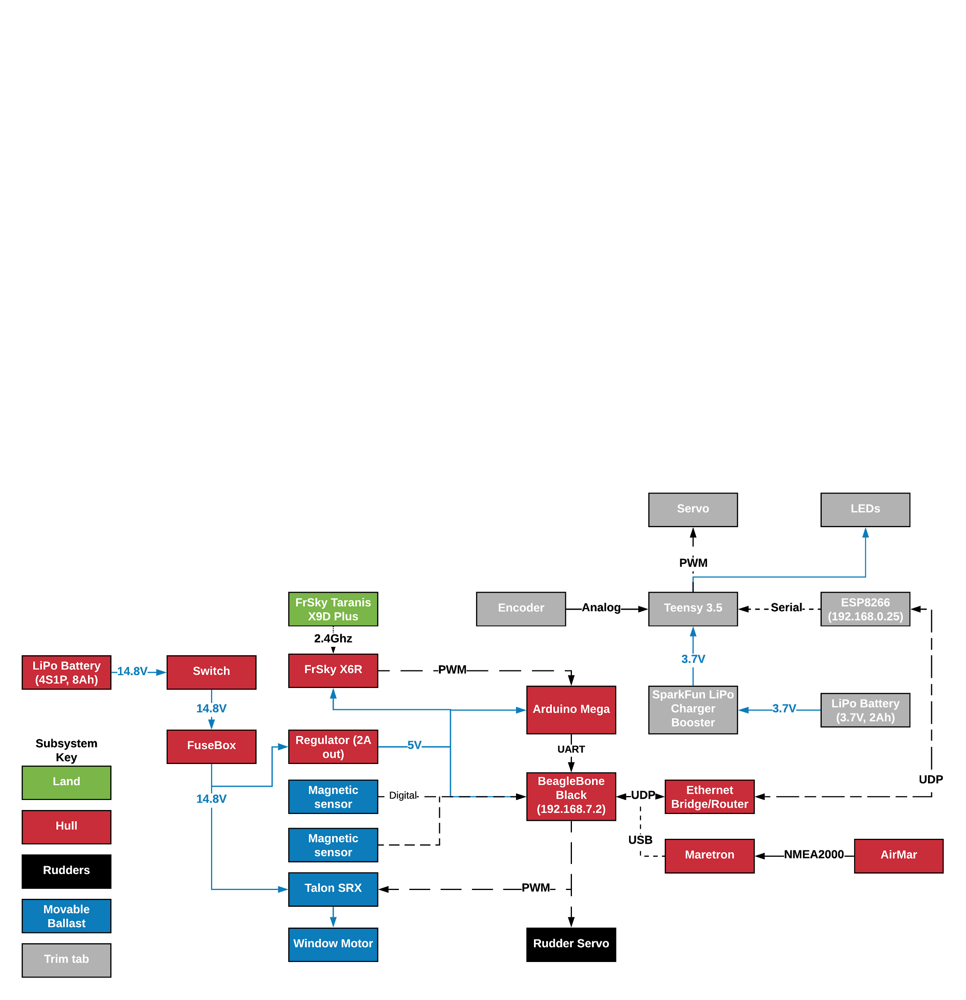 Servo
LEDs
PWM
FrSky Taranis
X9D Plus
Encoder
Analog
Teensy 3.5
Serial
ESP8266
(192.168.0.25)
2.4Ghz
LiPo Battery
(4S1P, 8Ah)
14.8V
Switch
FrSky X6R
PWM
3.7V
14.8V
Arduino Mega
SparkFun LiPo
Charger
Booster
3.7V
LiPo Battery
(3.7V, 2Ah)
FuseBox
Regulator (2A
out)
5V
UART
Subsystem
Key
Land
14.8V
Magnetic
sensor
Digital
BeagleBone
Black
(192.168.7.2)
UDP
Ethernet
Bridge/Router
UDP
Hull
Magnetic
sensor
USB
Maretron
NMEA2000
AirMar
Rudders
Talon SRX
PWM
Movable
Ballast
Window Motor
Rudder Servo
Trim tab